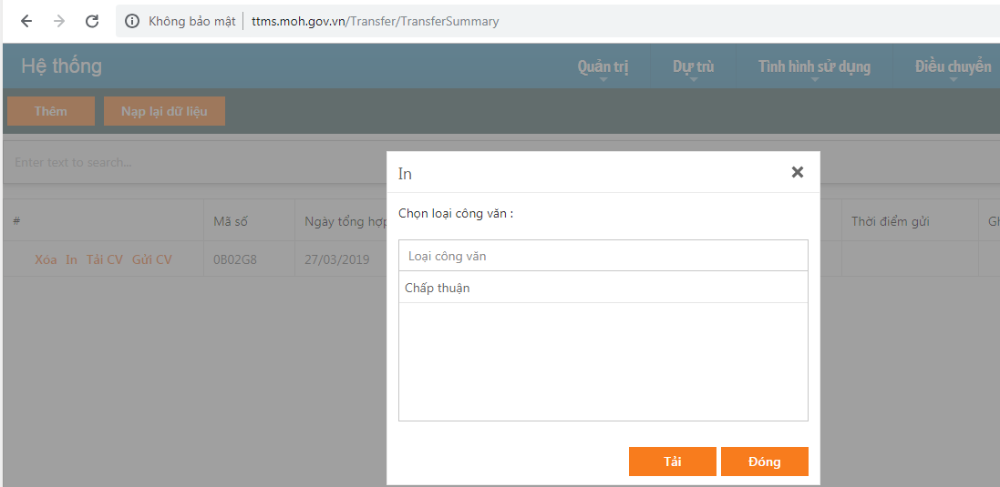 Không bảo mật ttms.moh.gov.vn/Transfer/TransferSummary
Hệ thống Quản trị Dự trù Tình hình sử dụng Điều chuyển
Thêm Nạp lại dữ liệu
Enter text to search...
In
Chọn loại công văn :
# Mã số Ngày tổng hợp Thời điểm gửi
Loại công văn
Xóa In Tải CV Gửi CV 0B02G8 27/03/2019
Chấp thuận
Tải Đóng